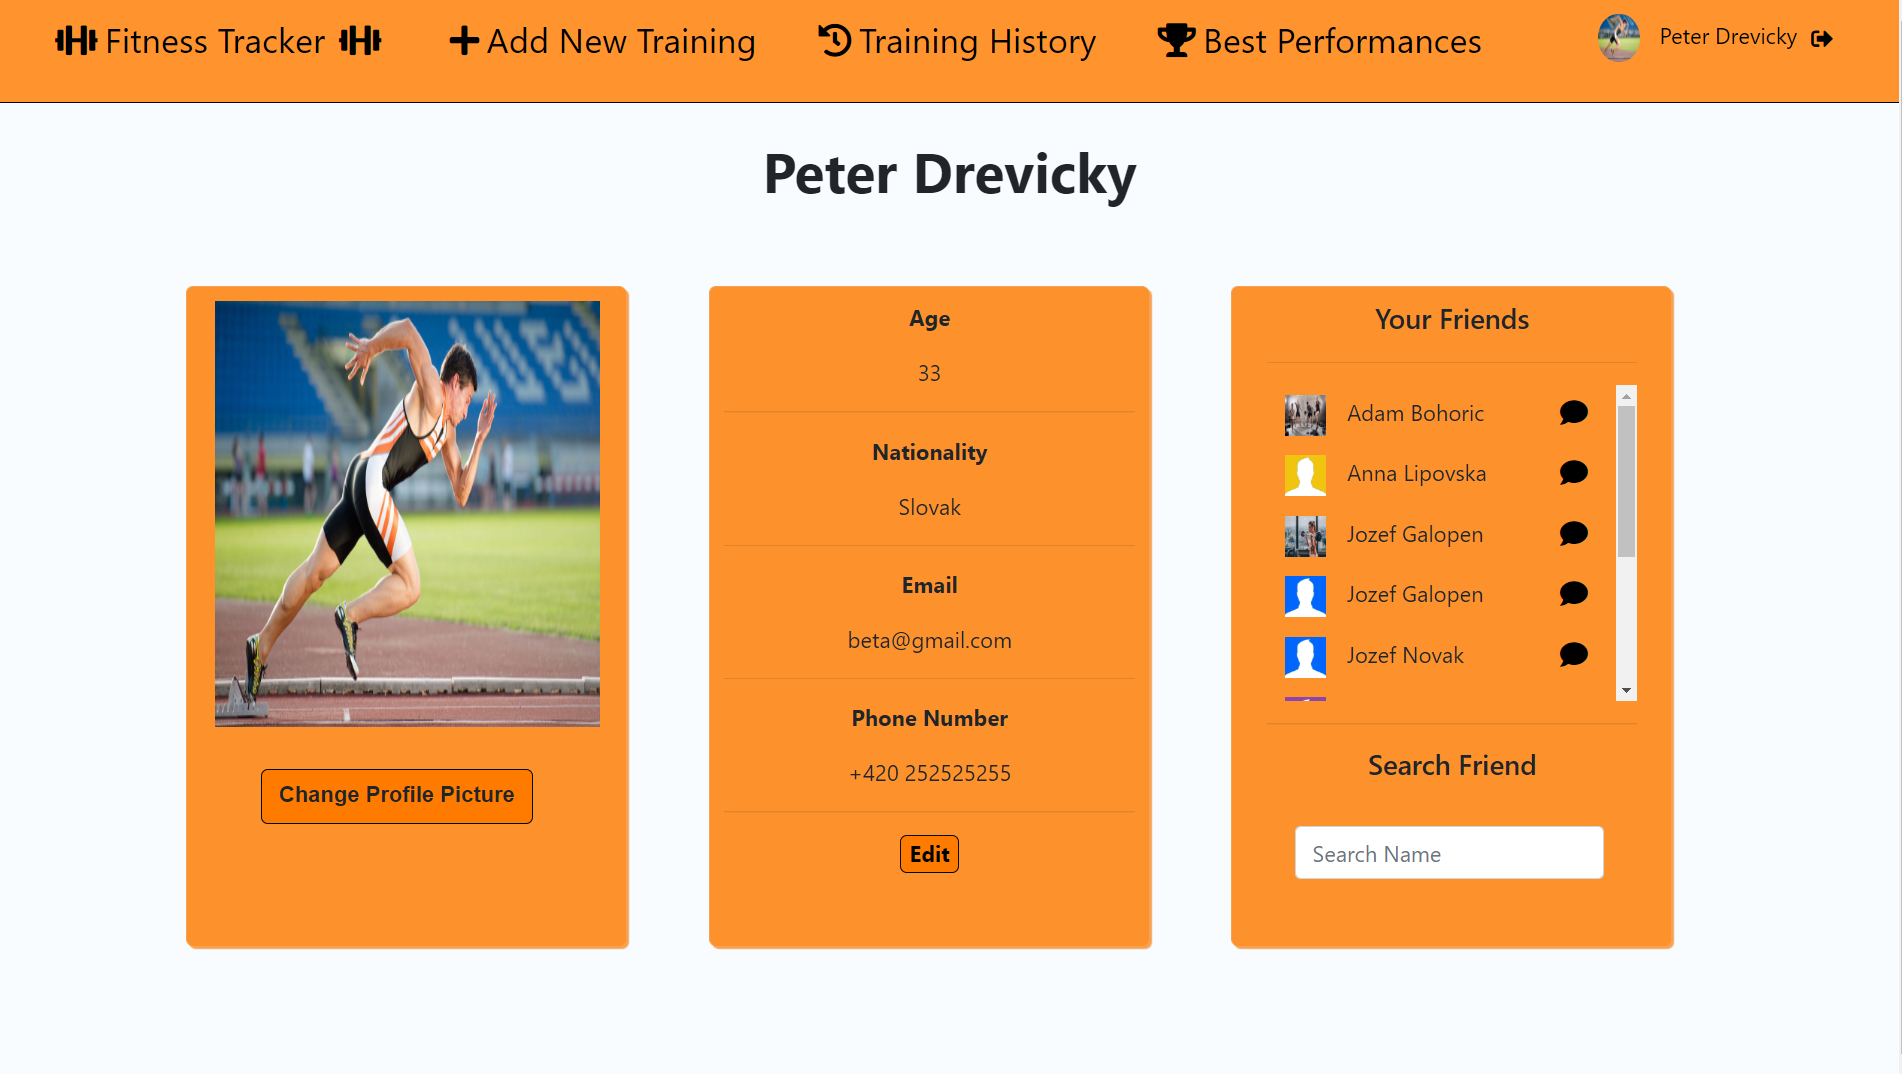 Fitness Tracker
Add New Training
Training History
Best Performances
Peter Drevicky
Peter Drevicky
Change Profile Picture
Age
33
Nationality
Slovak
Email
beta@gmail.com
Phone Number
+420 252525255
Edit
Your Friends
Adam Bohoric
Anna Lipovska
Jozef Galopen
Jozef Galopen
Jozef Novak
Search Friend
Search Name